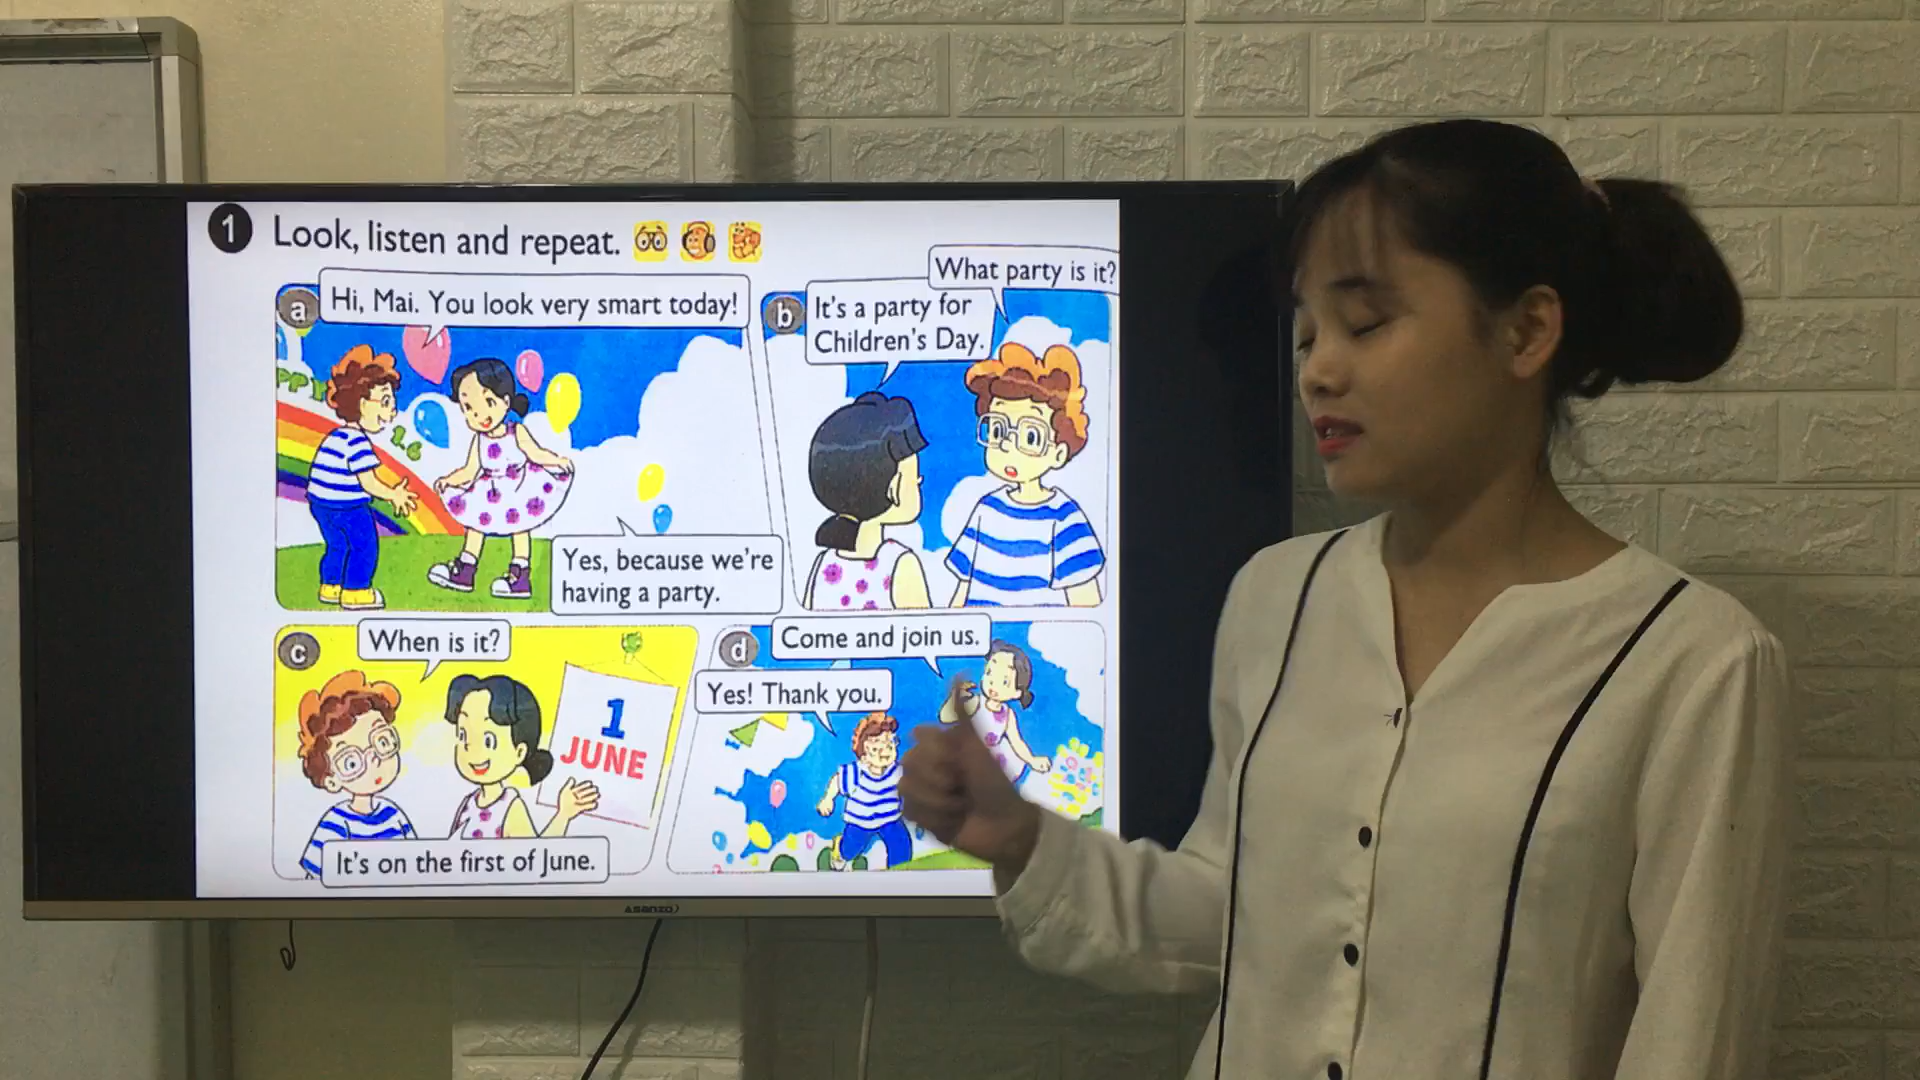 1 Look, listen and repeat.
a
Hi, Mai. You look very smart today!
Yes, because we're
having a party.
b
What party is it?
It's a party for
Children's Day.
c
When is it?
1
JUNE
It's on the first of June.
d
Come and join us.
Yes! Thank you.
asanzo